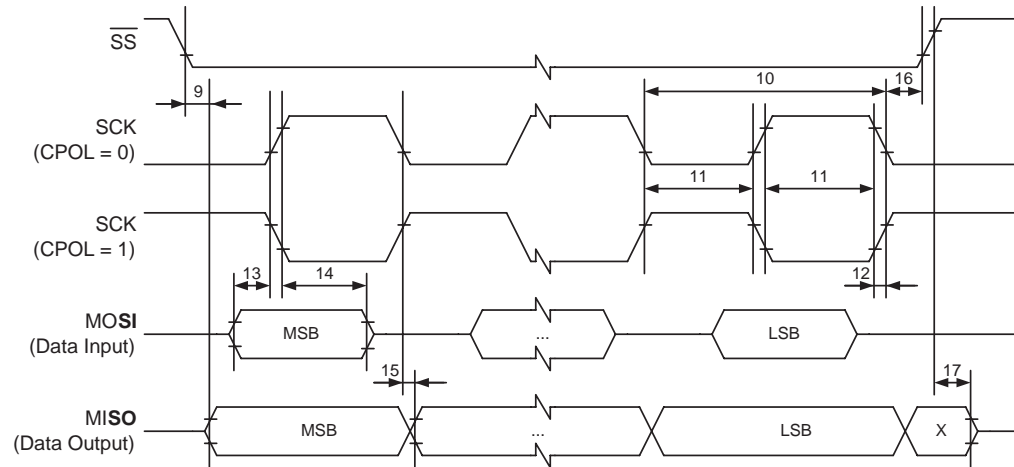 SS
9
10
16
SCK
(CPOL = 0)
11
11
SCK
(CPOL = 1)
13
14
12
MOSI
(Data Input)
MSB
...
LSB
15
17
MISO
(Data Output)
MSB
...
LSB
X